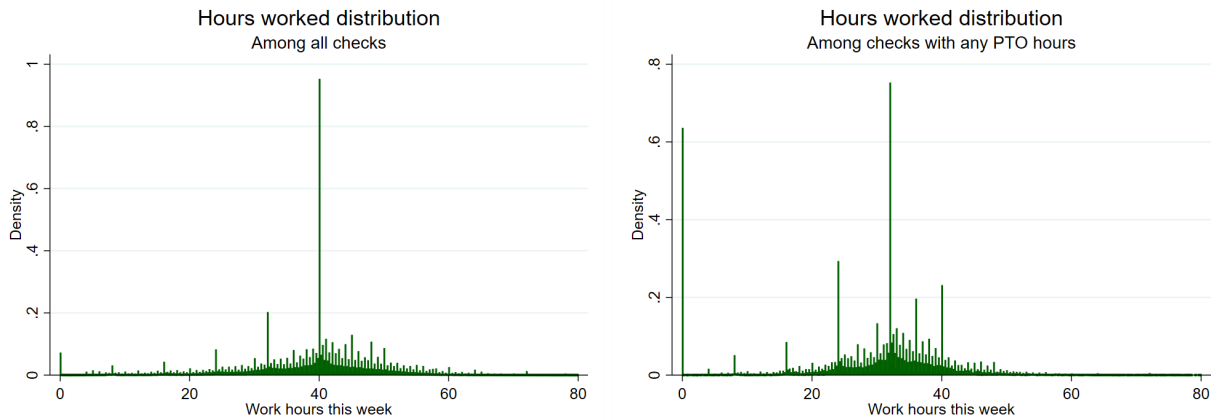 Hours worked distribution
Among all checks
1
.8
.6
.4
.2
0
Density
0 20 40 60 80
Work hours this week
Hours worked distribution
Among checks with any PTO hours
.8
.6
.4
.2
0
Density
0 20 40 60 80
Work hours this week